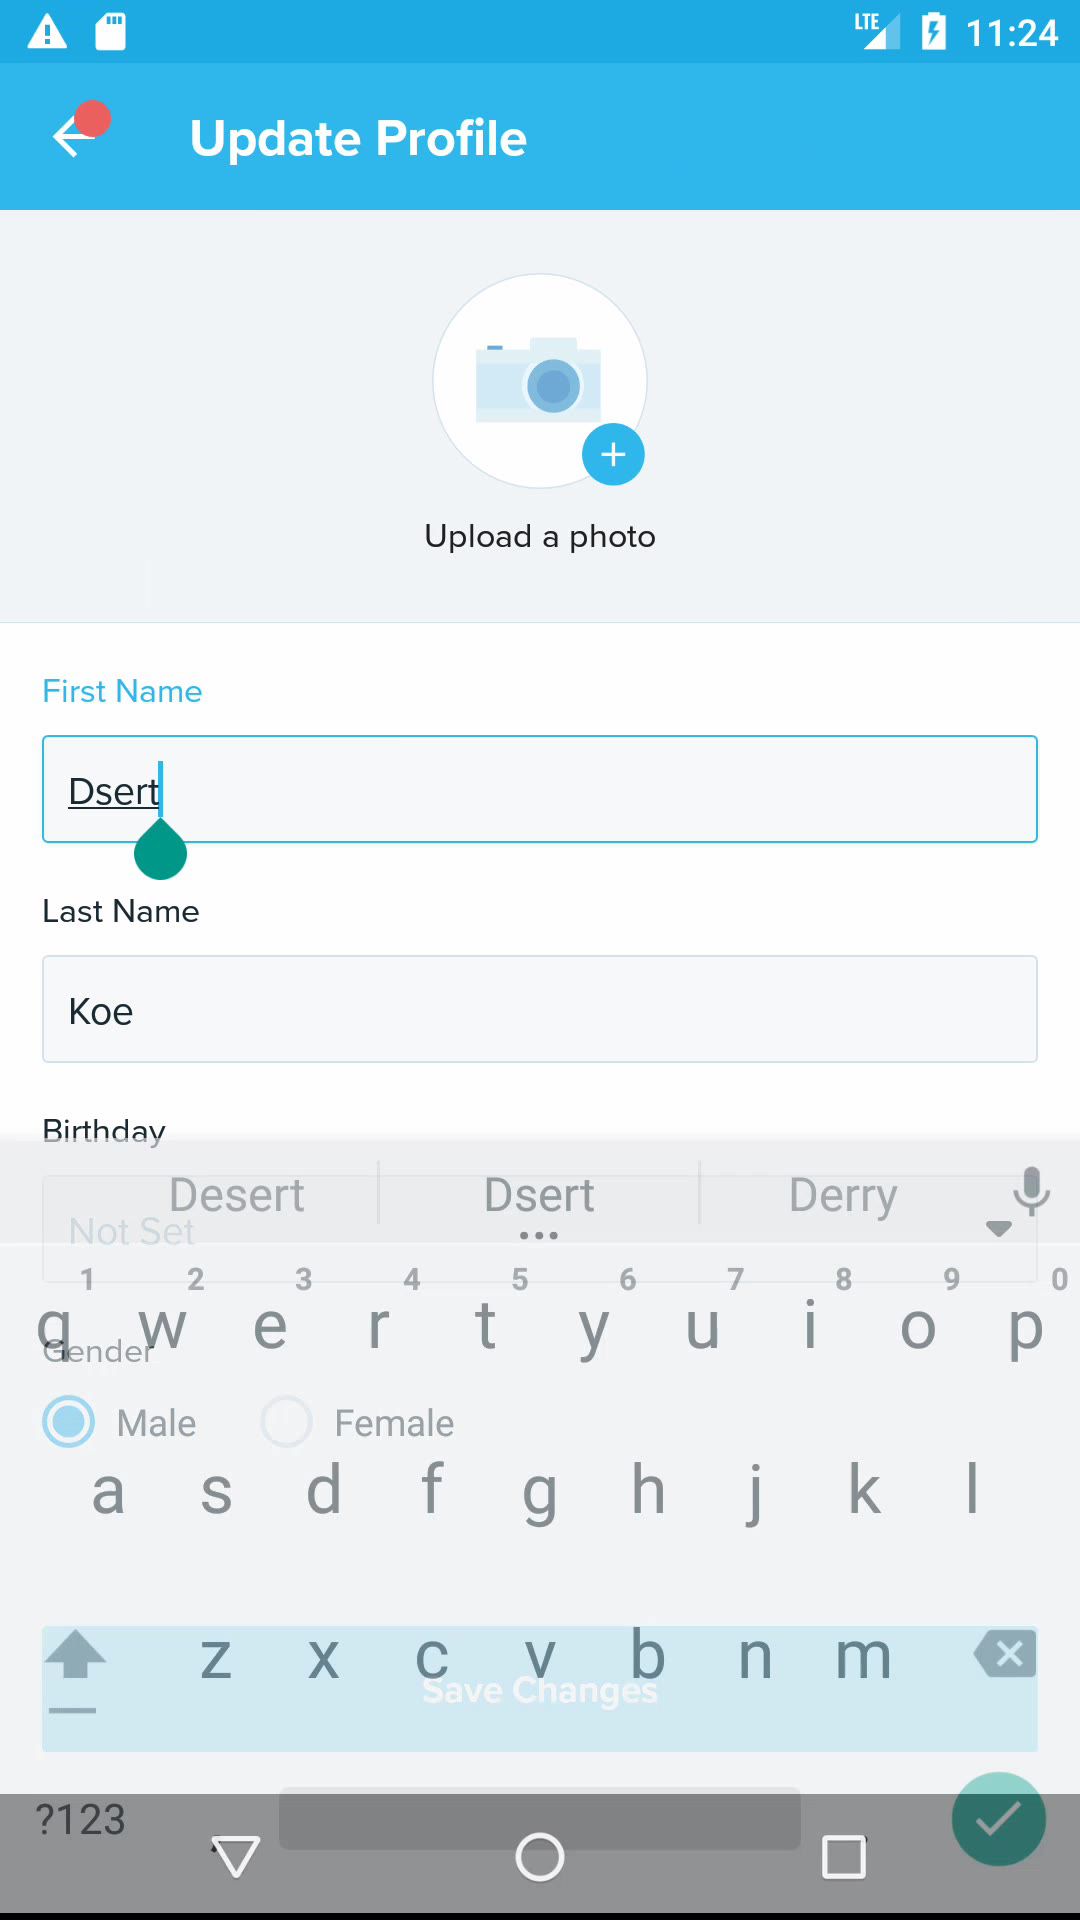 LTE 11:24
Update Profile
Upload a photo
First Name
Dsert
Last Name
Koe
Birthday
Desert Dsert Derry
Not Set
1 2 3 4 5 6 7 8 9 0
q w e r t y u i o p
Gender
Male Female
a s d f g h j k l
z x c v b n m
Save Changes
?123